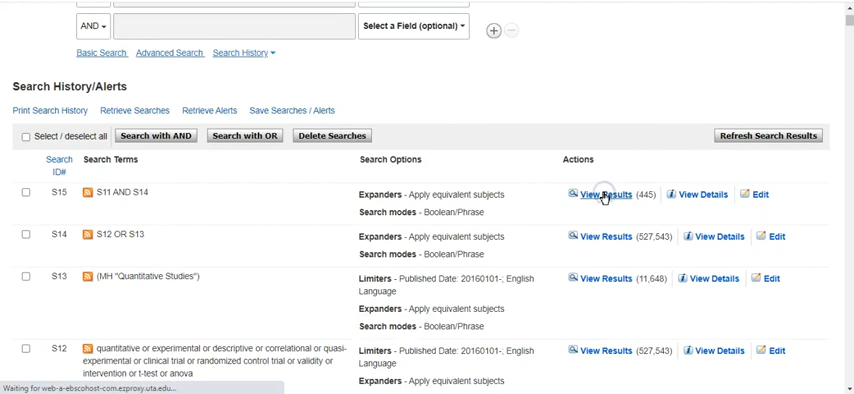 AND
Select a Field (optional)
Basic Search Advanced Search Search History
Search History/Alerts
Print Search History Retrieve Searches Retrieve Alerts Save Searches / Alerts
Select / deselect all Search with AND Search with OR Delete Searches Refresh Search Results
Search ID# Search Terms Search Options Actions
S15 S11 AND S14 Expanders - Apply equivalent subjects View Results (445) View Details Edit
Search modes - Boolean/Phrase
S14 S12 OR S13 Expanders - Apply equivalent subjects View Results (527,543) View Details Edit
Search modes - Boolean/Phrase
S13 (MH "Quantitative Studies") Limiters - Published Date: 20160101-; English View Results (11,648) View Details Edit
Language
Expanders - Apply equivalent subjects
Search modes - Boolean/Phrase
S12 quantitative or experimental or descriptive or correlational or quasi- Limiters - Published Date: 20160101-; English View Results (527,543) View Details Edit
experimental or clinical trial or randomized control trial or validity or Language
intervention or t-test or anova Expanders - Apply equivalent subjects
Waiting for web-a-ebscohost-com.ezproxy.uta.edu...